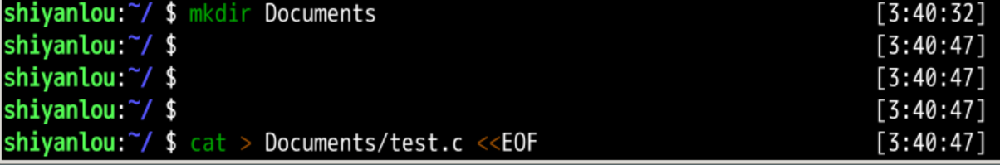 shiyanlou:~/ $ mkdir Documents [3:40:32]
shiyanlou:~/ $ [3:40:47]
shiyanlou:~/ $ [3:40:47]
shiyanlou:~/ $ [3:40:47]
shiyanlou:~/ $ cat > Documents/test.c <<EOF [3:40:47]